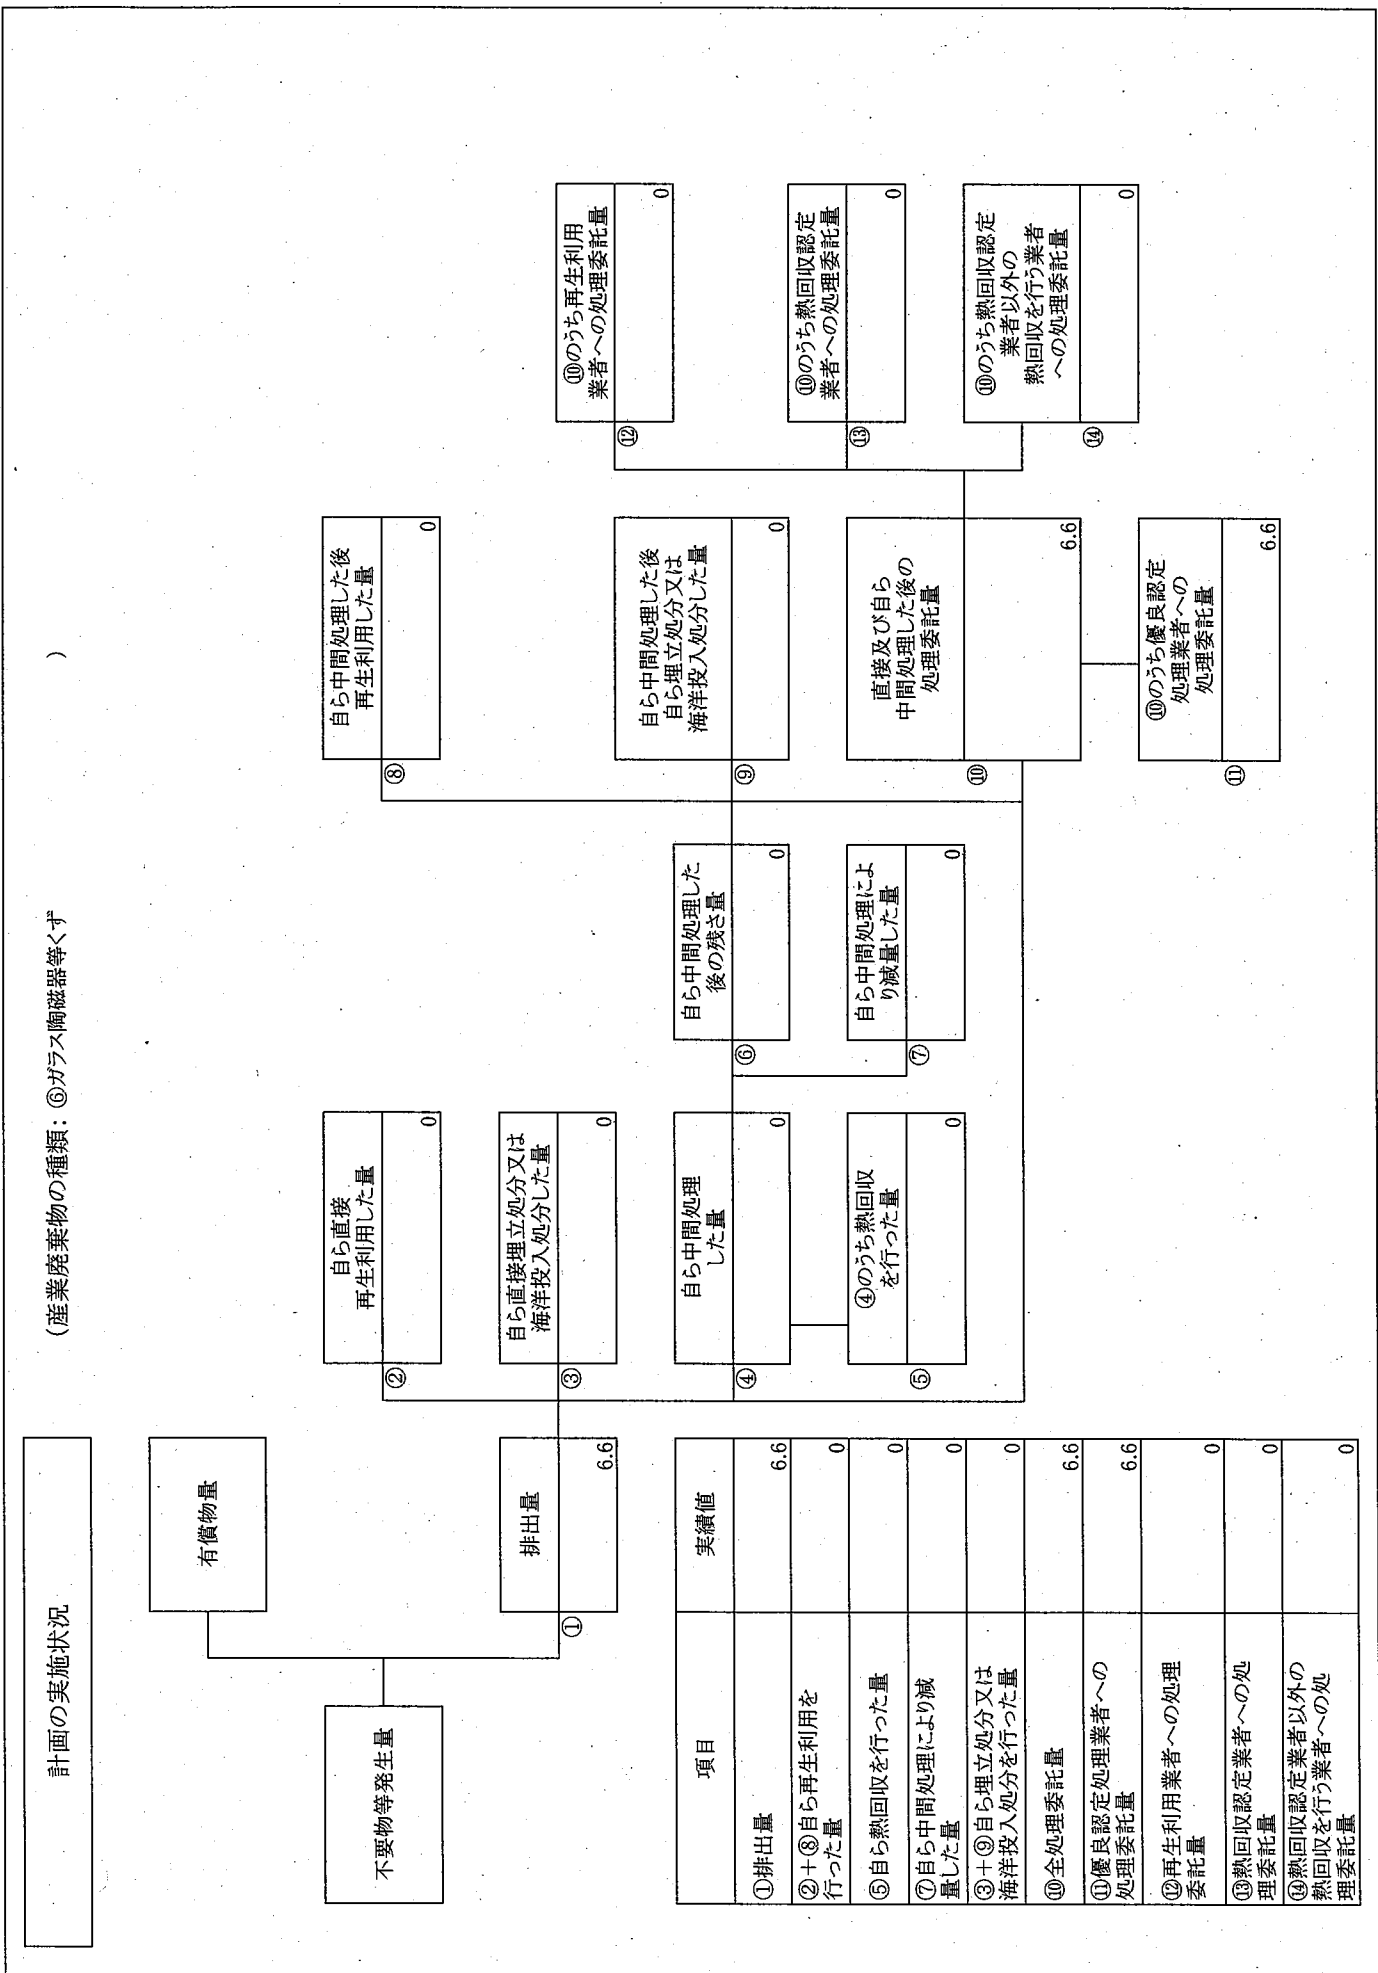 計画の実施状況
(産業廃棄物の種類:⑥ガラス陶磁器等くず
)
不要物等発生量
有償物量
①
排出量
6.6
②
自ら直接
再生利用した量
0
③
自ら直接埋立処分又は
海洋投入処分した量
0
④
自ら中間処理
した量
0
⑤
④のうち熱回収
を行った量
0
⑥
自ら中間処理した
後の残さ量
0
⑦
自ら中間処理によ
り減量した量
0
⑧
自ら中間処理した後
再生利用した量
0
⑨
自ら中間処理した後
自ら埋立処分又は
海洋投入処分した量
0
⑩
直接及び自ら
中間処理した後の
処理委託量
6.6
⑪
⑩のうち優良認定
処理業者への
処理委託量
6.6
⑫
⑩のうち再生利用
業者への処理委託量
0
⑬
⑩のうち熱回収認定
業者への処理委託量
0
⑭
⑩のうち熱回収認定
業者以外の
熱回収を行う業者
への処理委託量
0
項目 実績値
①排出量 6.6
②+⑧自ら再生利用を
行った量 0
⑤自ら熱回収を行った量 0
⑦自ら中間処理により減
量した量 0
③+⑨自ら埋立処分又は
海洋投入処分を行った量 0
⑩全処理委託量 6.6
⑪優良認定処理業者への
処理委託量 6.6
⑫再生利用業者への処理
委託量 0
⑬熱回収認定業者への処
理委託量 0
⑭熱回収認定業者以外の
熱回収を行う業者への処
理委託量 0